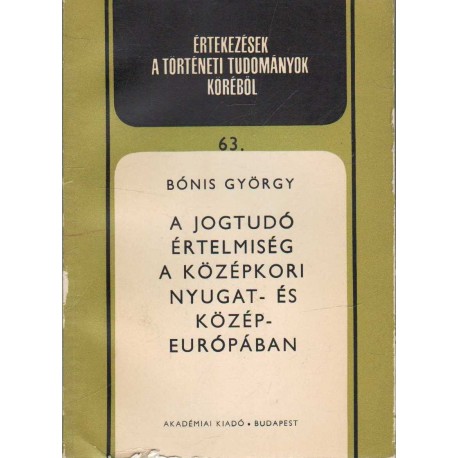 ÉRTEKEZÉSEK
A TÖRTÉNETI TUDOMÁNYOK
KÖRÉBŐL
63.
BÓNIS GYÖRGY
A JOGTUDÓ
ÉRTELMISÉG
A KÖZÉPKORI
NYUGAT- ÉS
KÖZÉP-
EURÓPÁBAN
AKADÉMIAI KIADÓ • BUDAPEST